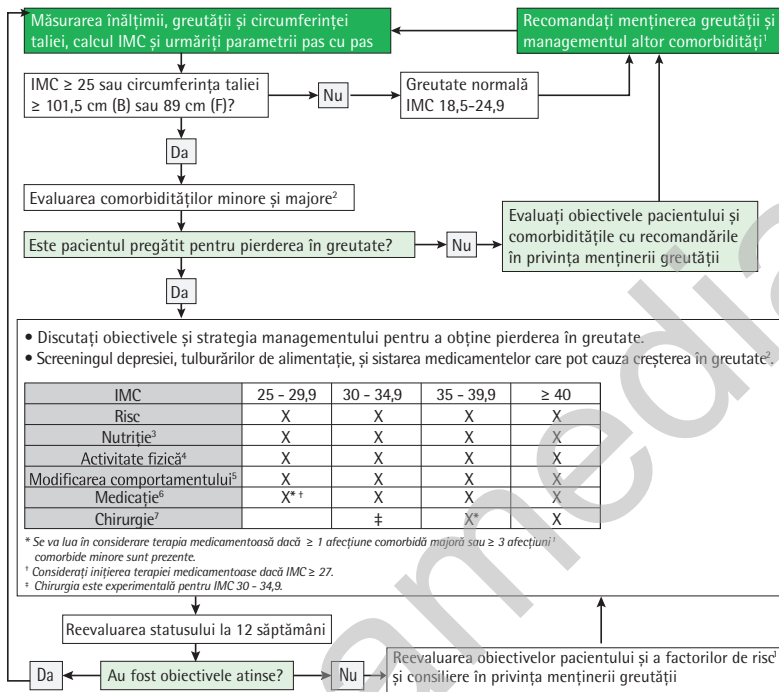 Măsurarea înălțimii, greutății și circumferinței
taliei, calcul IMC și urmăriți parametrii pas cu pas
Recomandați menținerea greutății și
managementul altor comorbidități¹
IMC ≥ 25 sau circumferința taliei
≥ 101,5 cm (B) sau 89 cm (F)?
Nu
Greutate normală
IMC 18,5-24,9
Da
Evaluarea comorbidităților minore și majore²
Este pacientul pregătit pentru pierderea în greutate?
Nu
Evaluați obiectivele pacientului și
comorbiditățile cu recomandările
în privința menținerii greutății
Da
• Discutați obiectivele și strategia managementului pentru a obține pierderea în greutate.
• Screeningul depresiei, tulburărilor de alimentație, și sistarea medicamentelor care pot cauza creșterea în greutate².
IMC 25 - 29,9 30 - 34,9 35 - 39,9 ≥ 40
Risc X X X X
Nutriție³ X X X X
Activitate fizică⁴ X X X X
Modificarea comportamentului⁵ X X X X
Medicație⁶ X* † X X X
Chirurgie⁷ ‡ X* X
* Se va lua în considerare terapia medicamentoasă dacă ≥ 1 afecțiune comorbidă majoră sau ≥ 3 afecțiuni¹
comorbide minore sunt prezente.
† Considerați inițierea terapiei medicamentoase dacă IMC ≥ 27.
‡ Chirurgia este experimentală pentru IMC 30 - 34,9.
Reevaluarea statusului la 12 săptămâni
Da
Au fost obiectivele atinse?
Nu
Reevaluarea obiectivelor pacientului și a factorilor de risc¹
și consiliere în privința menținerii greutății